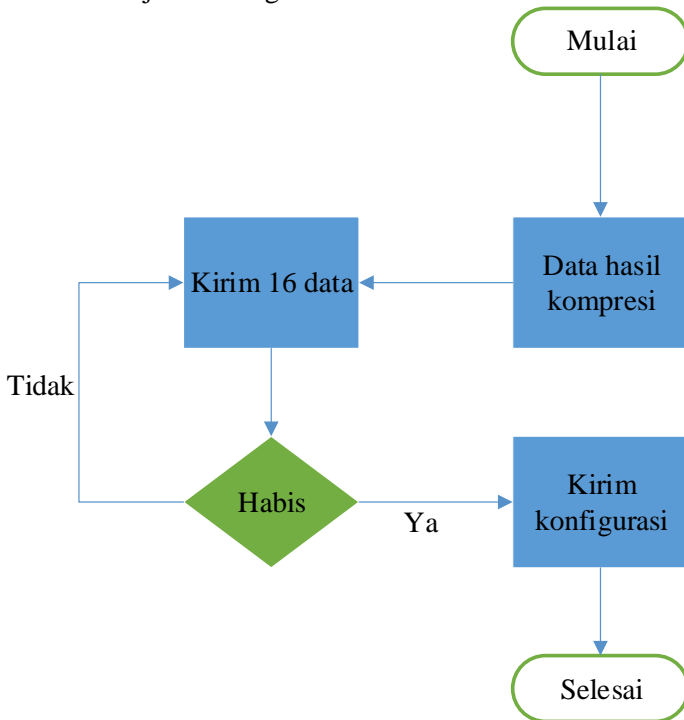 Mulai
Data hasil
kompresi
Kirim 16 data
Tidak
Habis
Ya
Kirim
konfigurasi
Selesai